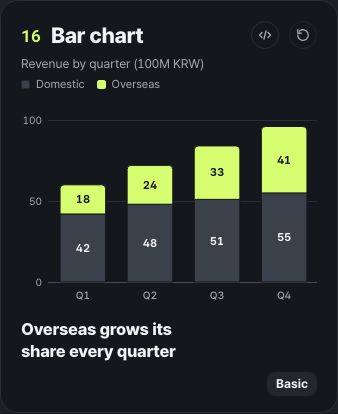 16 Bar chart
Revenue by quarter (100M KRW)
Domestic Overseas
100
50
0
18
24
33
41
42
48
51
55
Q1 Q2 Q3 Q4
Overseas grows its
share every quarter
Basic